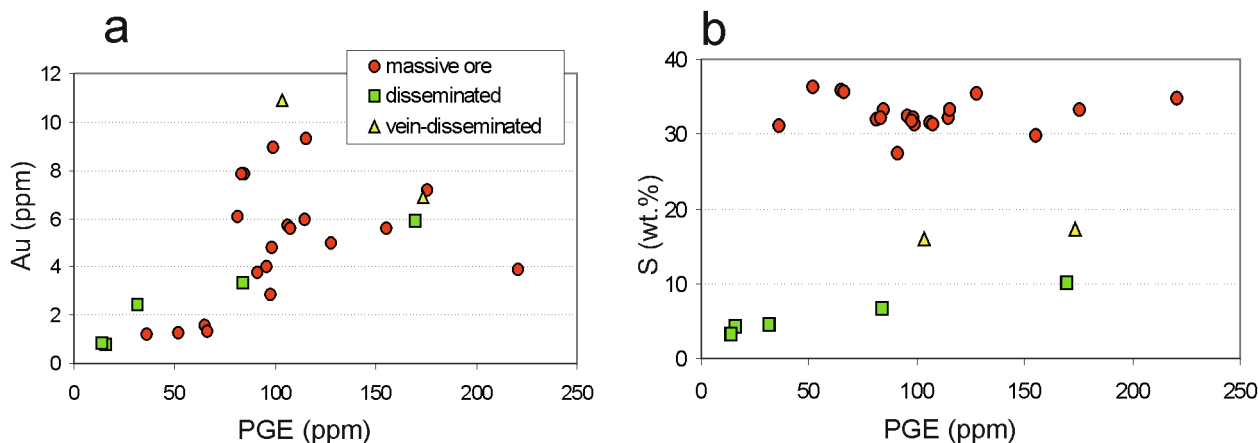 a
massive ore
disseminated
vein-disseminated
Au (ppm)
12
10
8
6
4
2
0
0 50 100 150 200 250
PGE (ppm)
b
S (wt.%)
40
30
20
10
0
0 50 100 150 200 250
PGE (ppm)